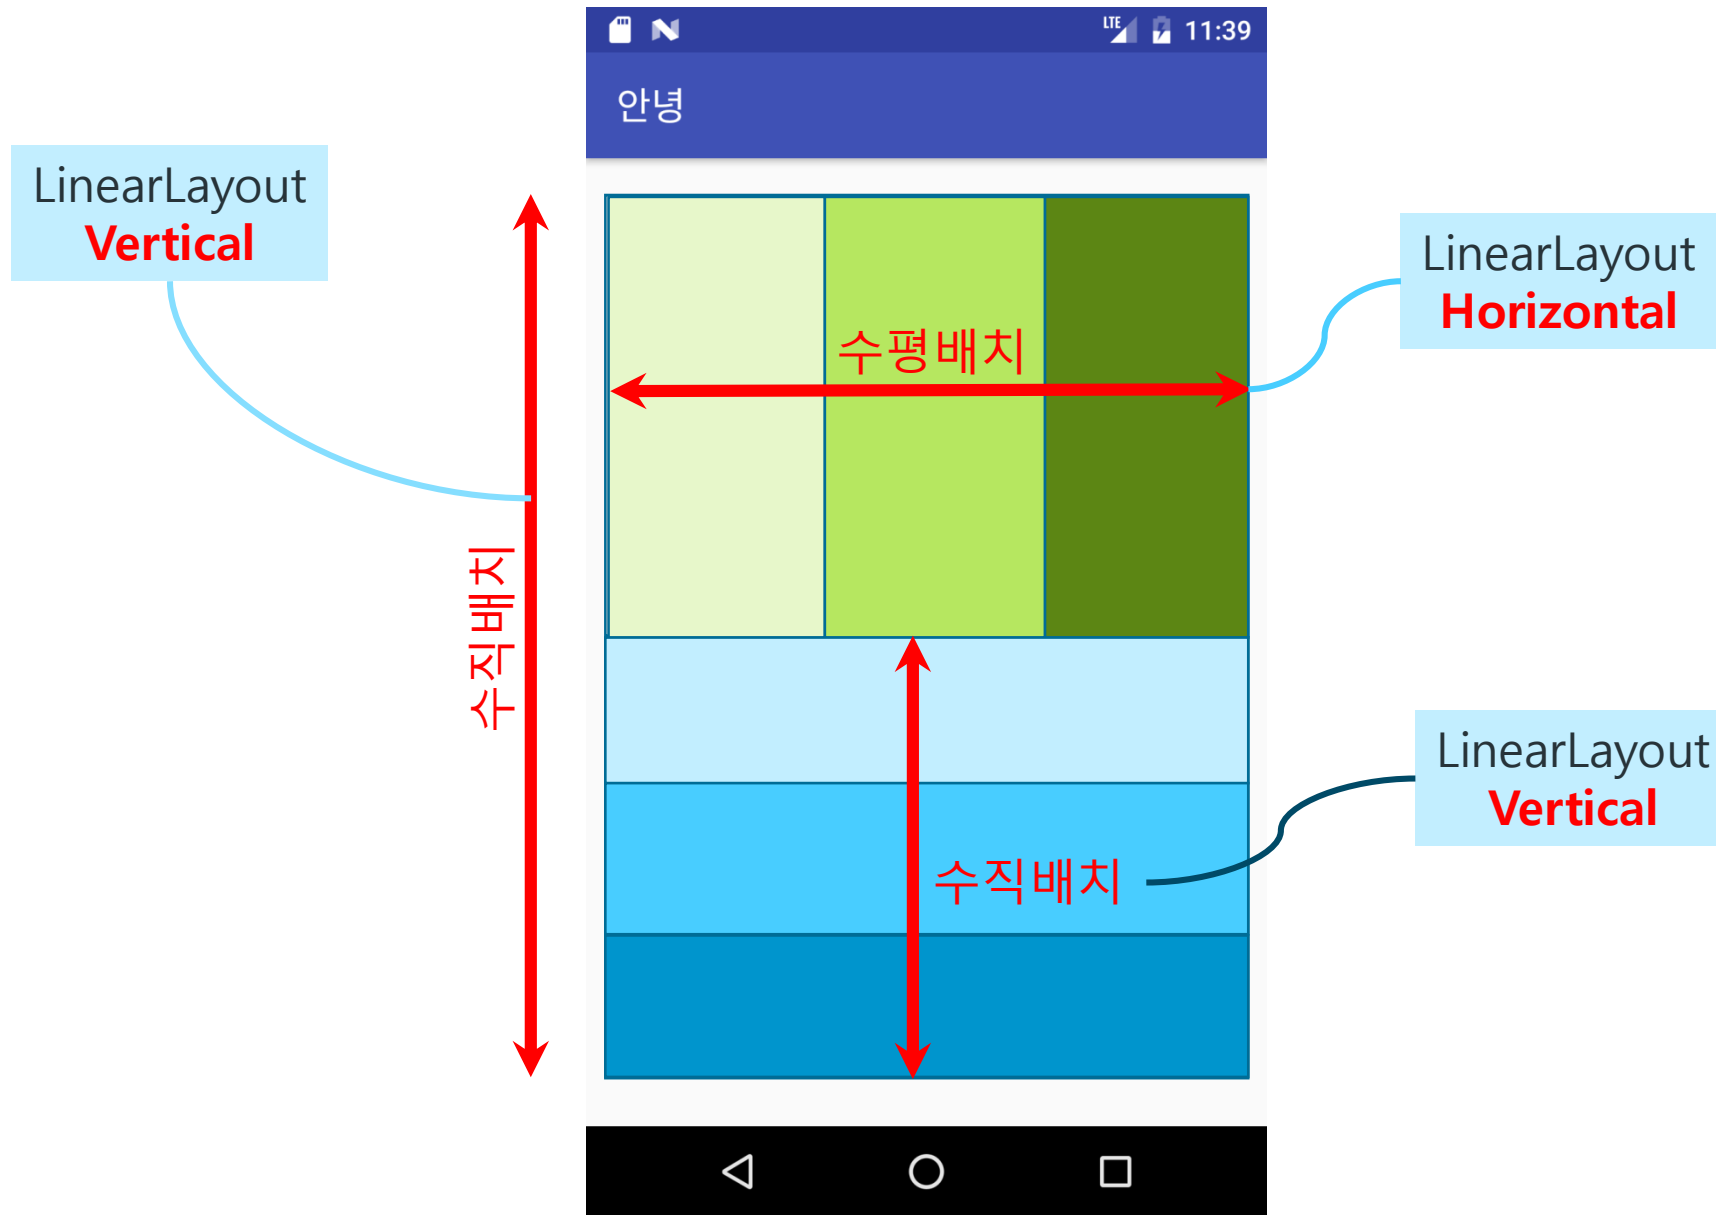 LTE 11:39
안녕
LinearLayout
Vertical
LinearLayout
Horizontal
수평배치
수직배치
LinearLayout
Vertical
수직배치